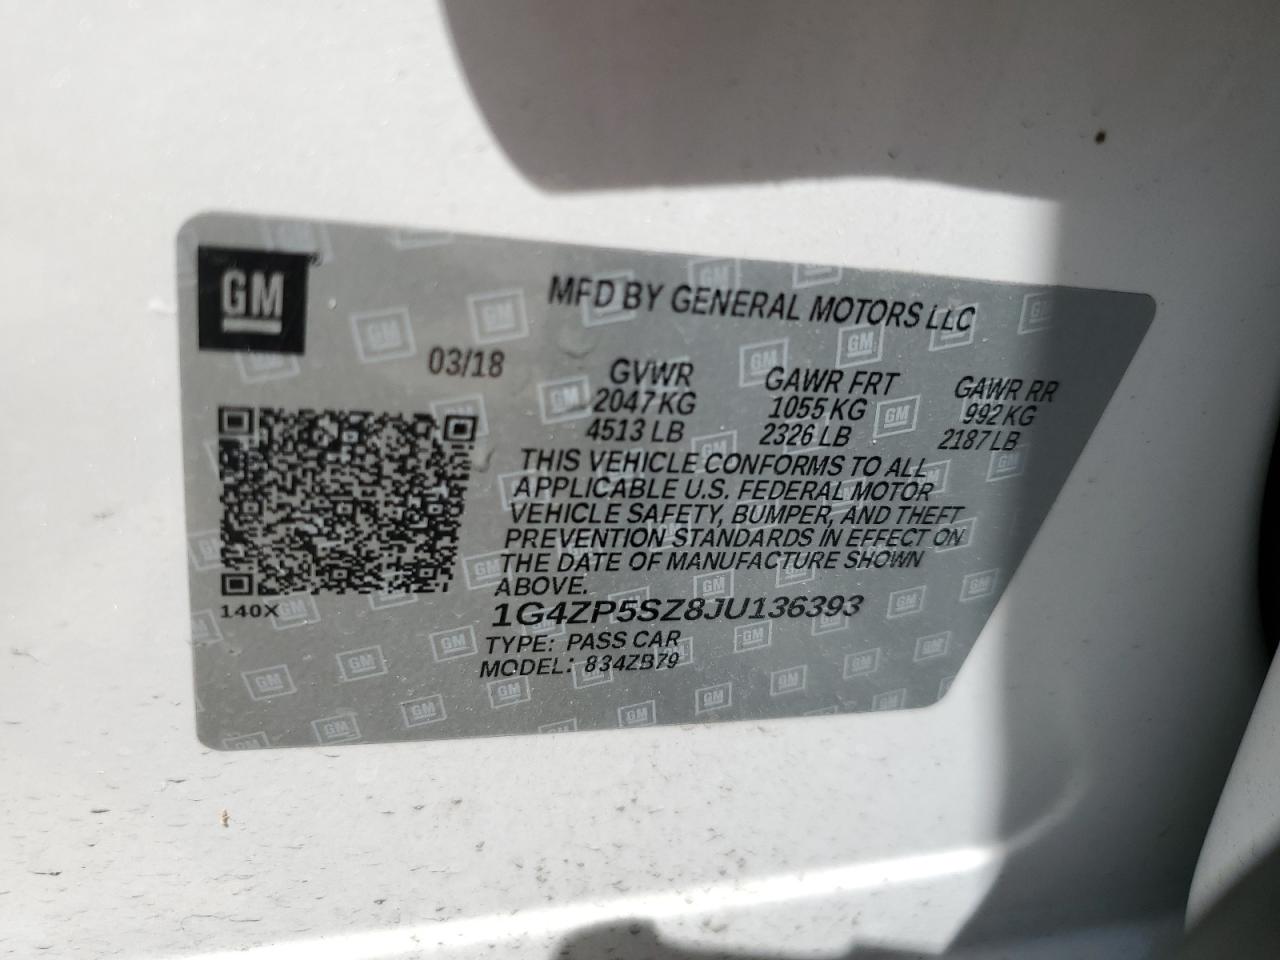 GM
MFD BY GENERAL MOTORS LLC
03/18
GVWR GAWR FRT GAWR RR
2047 KG 1055 KG 992 KG
4513 LB 2326 LB 2187 LB
THIS VEHICLE CONFORMS TO ALL
APPLICABLE U.S. FEDERAL MOTOR
VEHICLE SAFETY, BUMPER, AND THEFT
PREVENTION STANDARDS IN EFFECT ON
THE DATE OF MANUFACTURE SHOWN
ABOVE.
140X
1G4ZP5SZ8JU136393
TYPE: PASS CAR
MODEL: 834ZB79